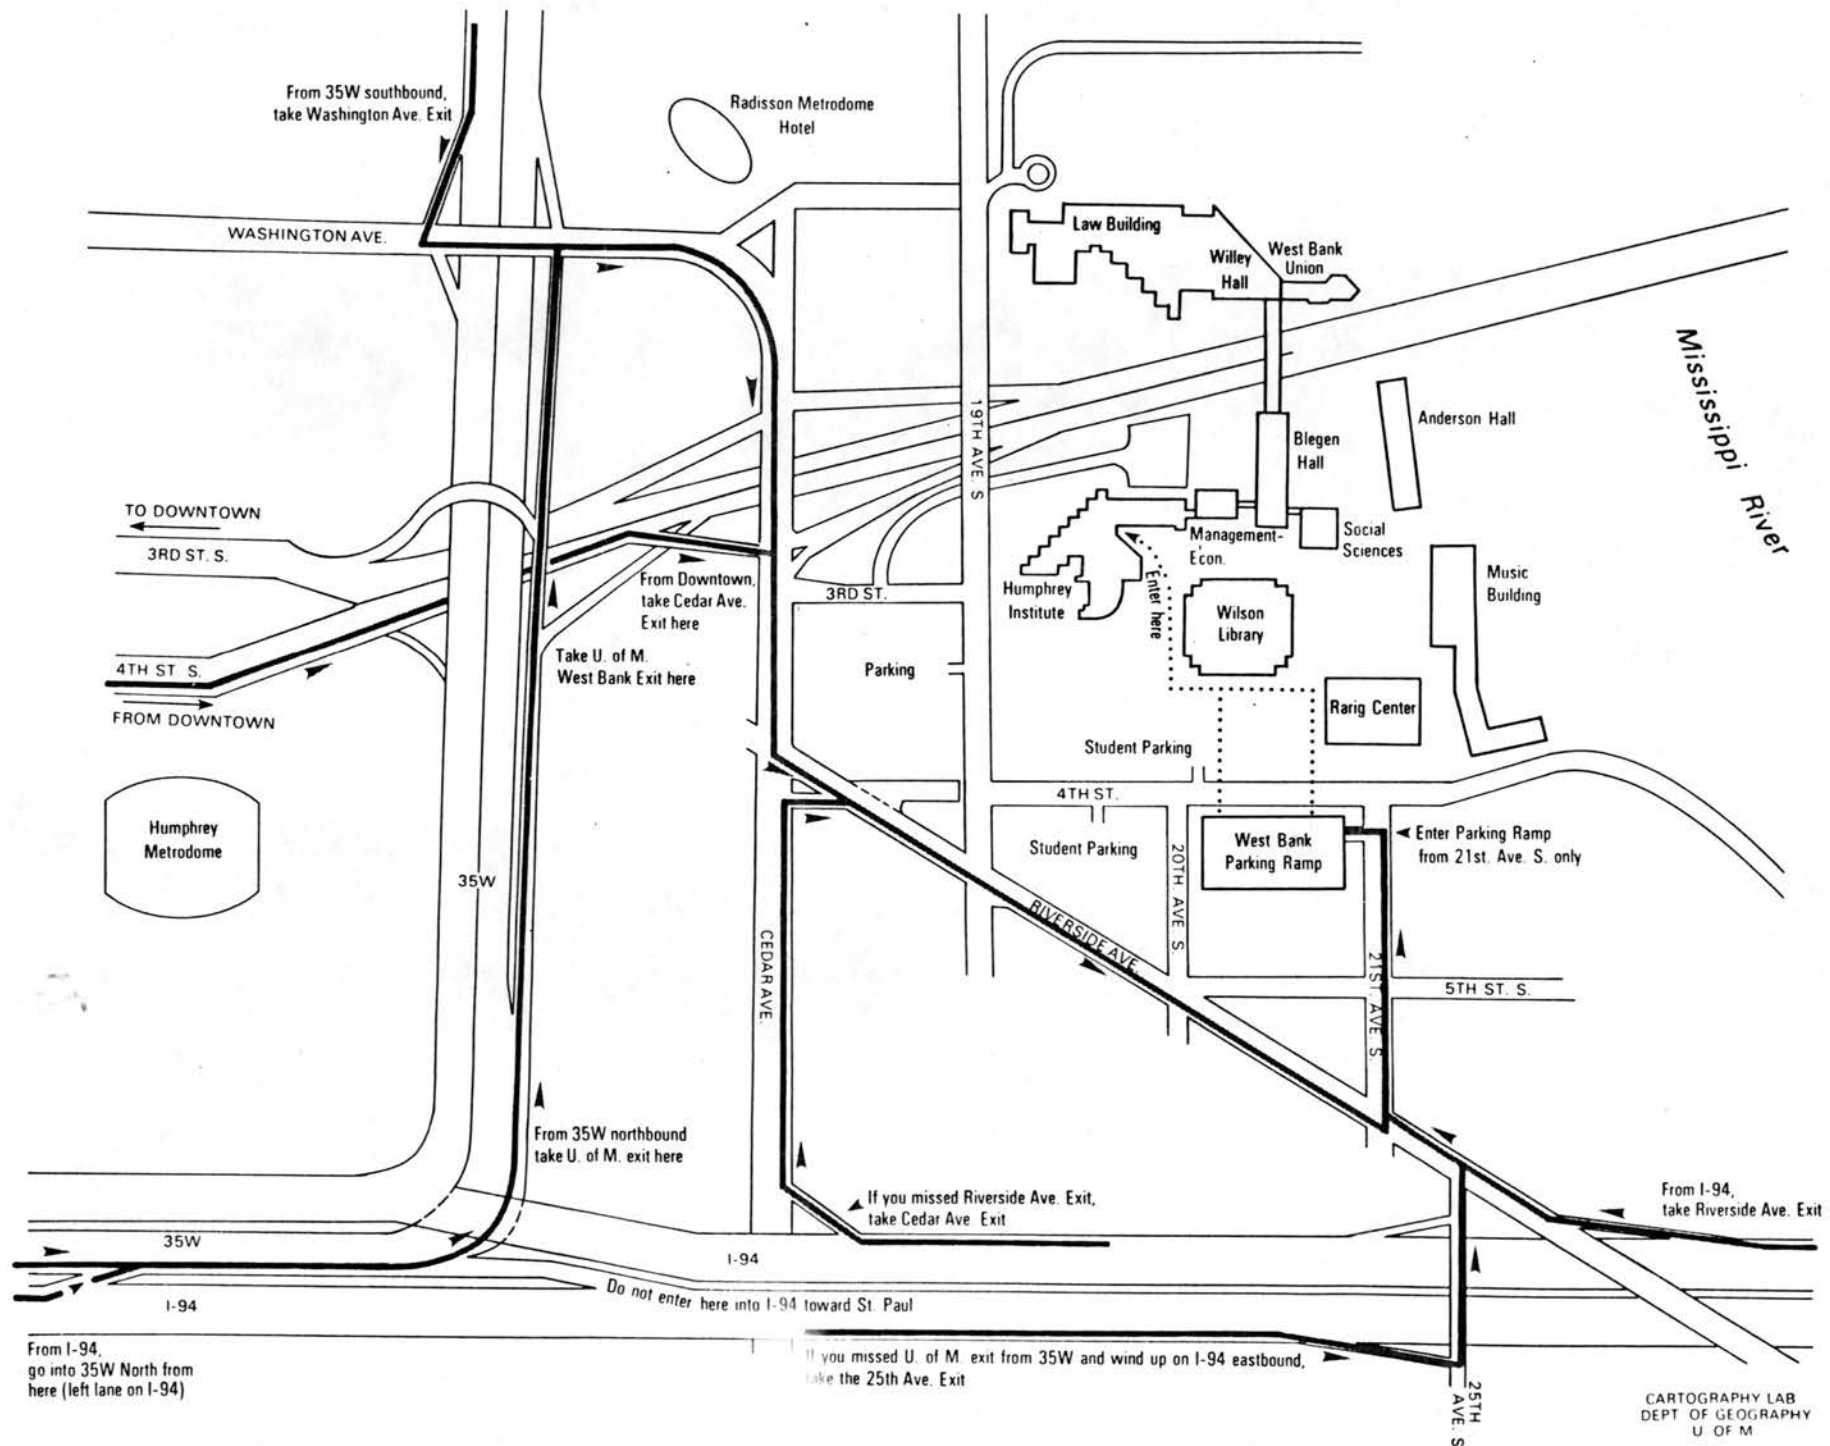 From 35W southbound,
take Washington Ave. Exit
Radisson Metrodome
Hotel
WASHINGTON AVE.
Law Building
Willey
Hall
West Bank
Union
Mississippi River
19TH AVE. S
Anderson Hall
Blegen
Hall
TO DOWNTOWN
3RD ST. S.
Management-
Econ.
Social
Sciences
From Downtown,
take Cedar Ave.
Exit here
3RD ST.
Humphrey
Institute
Enter here
Wilson
Library
Music
Building
4TH ST S.
FROM DOWNTOWN
Take U. of M.
West Bank Exit here
Parking
Rarig Center
Student Parking
4TH ST.
Humphrey
Metrodome
35W
Student Parking
20TH. AVE S.
West Bank
Parking Ramp
Enter Parking Ramp
from 21st. Ave. S. only
CEDAR AVE.
RIVERSIDE AVE.
21ST. AVE. S.
5TH ST. S.
From 35W northbound
take U. of M. exit here
If you missed Riverside Ave. Exit,
take Cedar Ave Exit
From I-94,
take Riverside Ave. Exit
35W
I-94
I-94
Do not enter here into I-94 toward St. Paul
From I-94,
go into 35W North from
here (left lane on I-94)
If you missed U. of M. exit from 35W and wind up on I-94 eastbound,
take the 25th Ave. Exit
25TH
AVE. S
CARTOGRAPHY LAB
DEPT OF GEOGRAPHY
U OF M